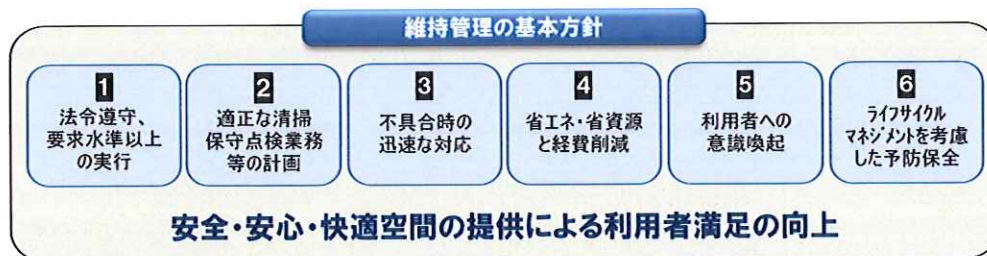 維持管理の基本方針
1
法令遵守、
要求水準以上
の実行
2
適正な清掃
保守点検業務
等の計画
3
不具合時の
迅速な対応
4
省エネ・省資源
と経費削減
5
利用者への
意識喚起
6
ライフサイクル
マネジメントを考慮
した予防保全
安全・安心・快適空間の提供による利用者満足の向上